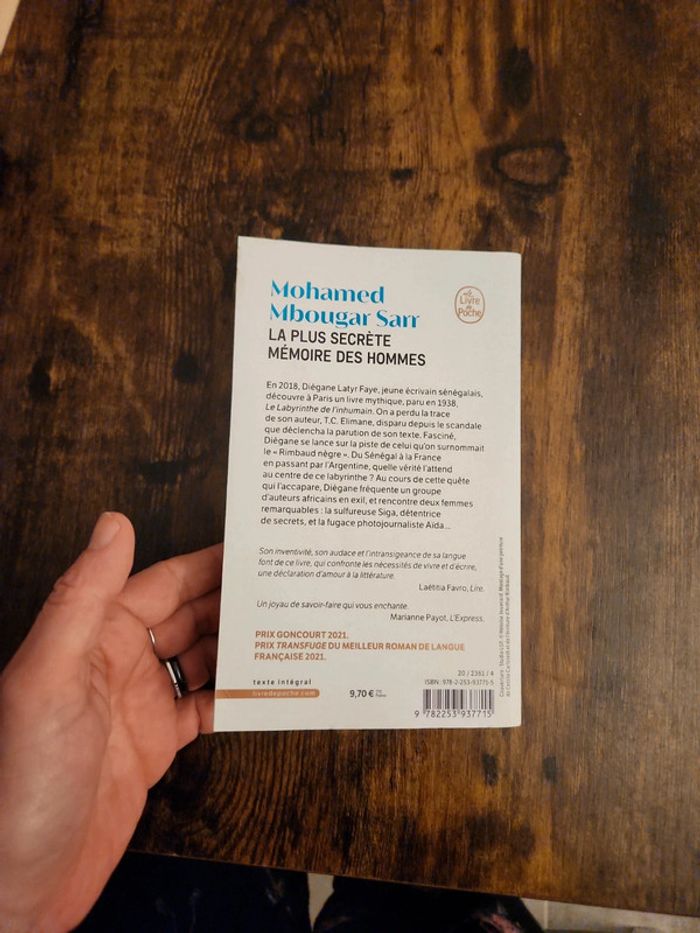 Mohamed
Mbougar Sarr
LA PLUS SECRÈTE
MÉMOIRE DES HOMMES
Le
Livre
de
Poche
En 2018, Diégane Latyr Faye, jeune écrivain sénégalais,
découvre à Paris un livre mythique, paru en 1938,
Le Labyrinthe de l'inhumain. On a perdu la trace
de son auteur, T.C. Elimane, disparu depuis le scandale
que déclencha la parution de son texte. Fasciné,
Diégane se lance sur la piste de celui qu'on surnommait
le « Rimbaud nègre ». Du Sénégal à la France
en passant par l'Argentine, quelle vérité l'attend
au centre de ce labyrinthe ? Au cours de cette quête
qui l'accapare, Diégane fréquente un groupe
d'auteurs africains en exil, et rencontre deux femmes
remarquables : la sulfureuse Siga, détentrice
de secrets, et la fugace photojournaliste Aïda...
Son inventivité, son audace et l'intransigeance de sa langue
font de ce livre, qui confronte les nécessités de vivre et d'écrire,
une déclaration d'amour à la littérature.
Laëtitia Favro, Lire.
Un joyau de savoir-faire qui vous enchante.
Marianne Payot, L'Express.
PRIX GONCOURT 2021.
PRIX TRANSFUGE DU MEILLEUR ROMAN DE LANGUE
FRANÇAISE 2021.
texte intégral
livredepoche.com
9,70 €
20 / 2361 / 4
ISBN : 978-2-253-93771-5
9 782253 937715
Couverture : Studio LGF.